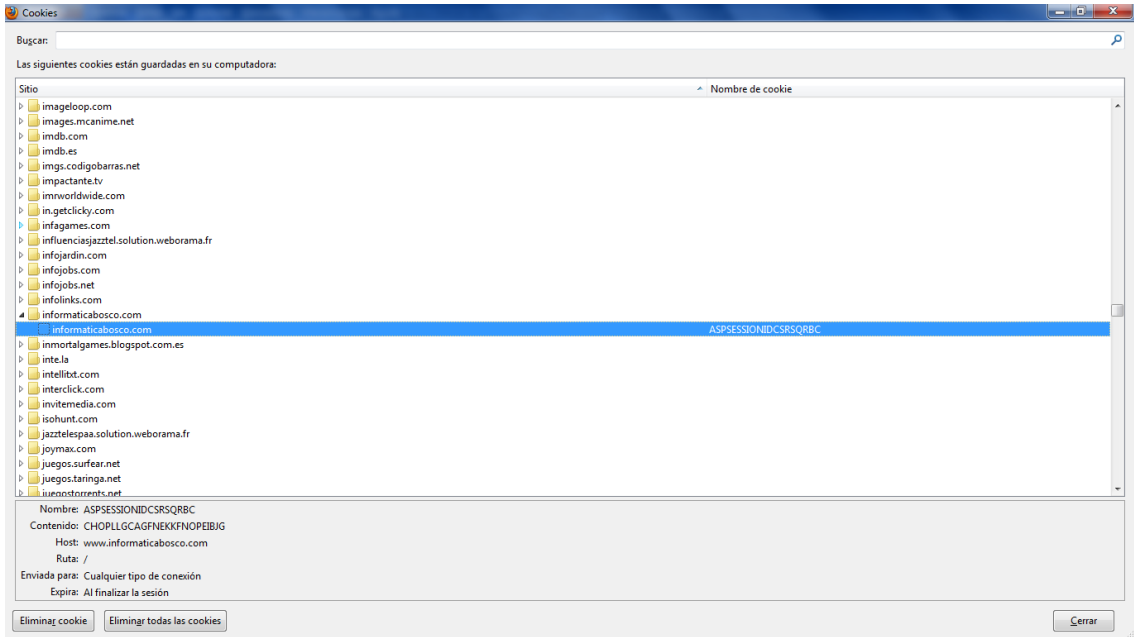 Cookies
Buscar:
Las siguientes cookies están guardadas en su computadora:
Sitio Nombre de cookie
imageloop.com
images.mcanime.net
imdb.com
imdb.es
imgs.codigobarras.net
impactante.tv
imrworldwide.com
in.getclicky.com
infagames.com
influenciasjazztel.solution.weborama.fr
infojardin.com
infojobs.com
infojobs.net
infolinks.com
informaticabosco.com
informaticabosco.com ASPSESSIONIDCSRSQRBC
inmortalgames.blogspot.com.es
inte.la
intellitxt.com
interclick.com
invitemedia.com
isohunt.com
jazztelespaa.solution.weborama.fr
joymax.com
juegos.surfear.net
juegos.taringa.net
juegostorrents.net
Nombre: ASPSESSIONIDCSRSQRBC
Contenido: CHOPLLGCAGFNEKKFNOPEIBJG
Host: www.informaticabosco.com
Ruta: /
Enviada para: Cualquier tipo de conexión
Expira: Al finalizar la sesión
Eliminar cookie Eliminar todas las cookies Cerrar